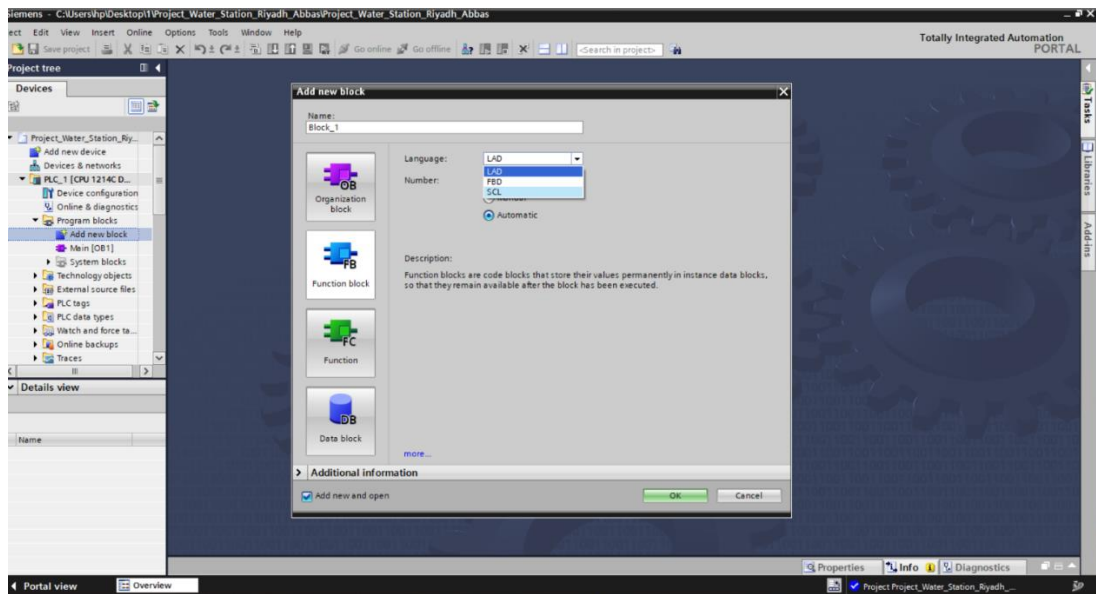 Siemens - C:\Users\hp\Desktop\1\Project_Water_Station_Riyadh_Abbas\Project_Water_Station_Riyadh_Abbas
ect Edit View Insert Online Options Tools Window Help
Totally Integrated Automation
PORTAL
Save project
Go online
Go offline
<Search in project>
Project tree
Devices
Project_Water_Station_Riy...
Add new device
Devices & networks
PLC_1 [CPU 1214C D...
Device configuration
Online & diagnostics
Program blocks
Add new block
Main [OB1]
System blocks
Technology objects
External source files
PLC tags
PLC data types
Watch and force ta...
Online backups
Traces
Details view
Name
Add new block
Name:
Block_1
OB
Organization
block
FB
Function block
FC
Function
DB
Data block
Language:
LAD
LAD
FBD
SCL
Number:
Automatic
Description:
Function blocks are code blocks that store their values permanently in instance data blocks,
so that they remain available after the block has been executed.
more...
Additional information
Add new and open
OK
Cancel
Tasks
Libraries
Add-ins
Properties
Info
Diagnostics
Portal view
Overview
Project Project_Water_Station_Riyadh_...